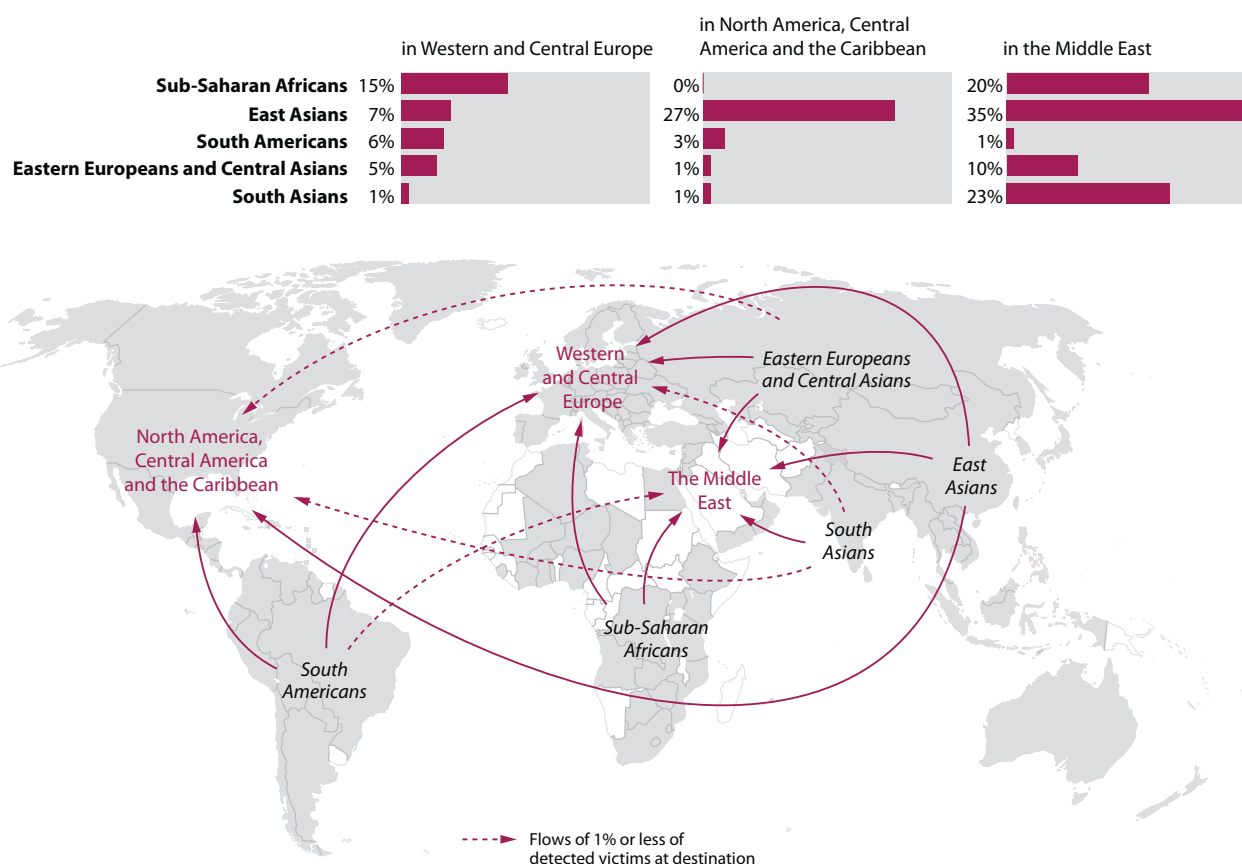 in Western and Central Europe
in North America, Central
America and the Caribbean
in the Middle East
Sub-Saharan Africans 15% 0% 20%
East Asians 7% 27% 35%
South Americans 6% 3% 1%
Eastern Europeans and Central Asians 5% 1% 10%
South Asians 1% 1% 23%
Western
and Central
Europe
Eastern Europeans
and Central Asians
North America,
Central America
and the Caribbean
The Middle
East
East
Asians
South
Asians
Sub-Saharan
Africans
South
Americans
Flows of 1% or less of
detected victims at destination